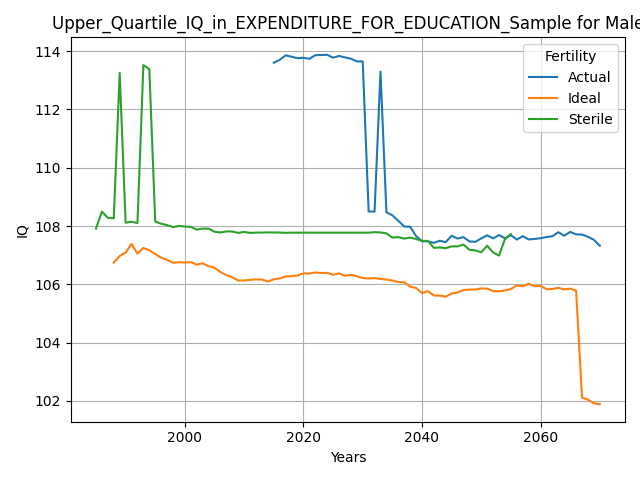 Upper_Quartile_IQ_in_EXPENDITURE_FOR_EDUCATION_Sample for Male
Fertility
Actual
Ideal
Sterile
114
112
110
108
106
104
102
IQ
2000
2020
2040
2060
Years